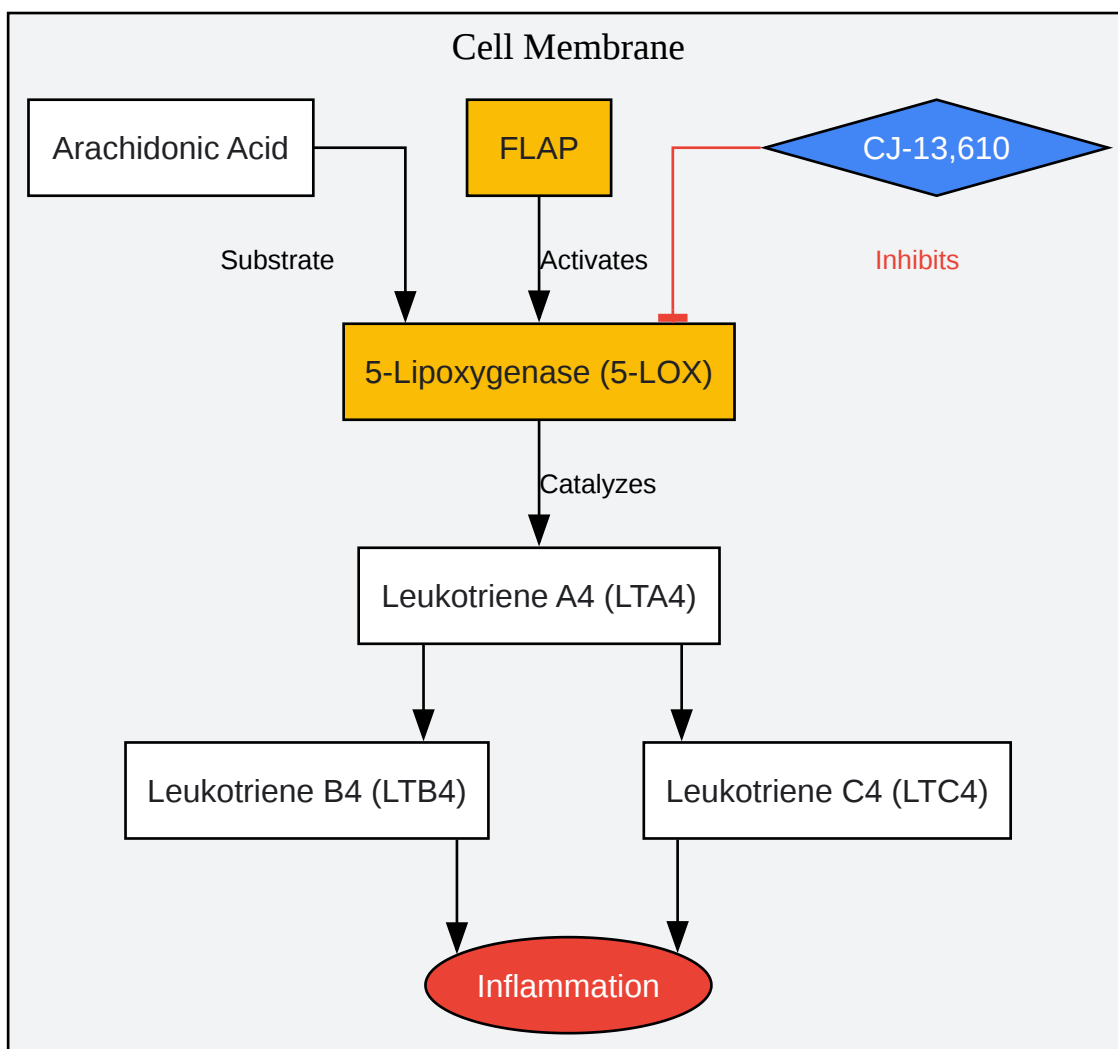 Cell Membrane
Arachidonic Acid
FLAP
CJ-13,610
Substrate
Activates
Inhibits
5-Lipoxygenase (5-LOX)
Catalyzes
Leukotriene A4 (LTA4)
Leukotriene B4 (LTB4)
Leukotriene C4 (LTC4)
Inflammation